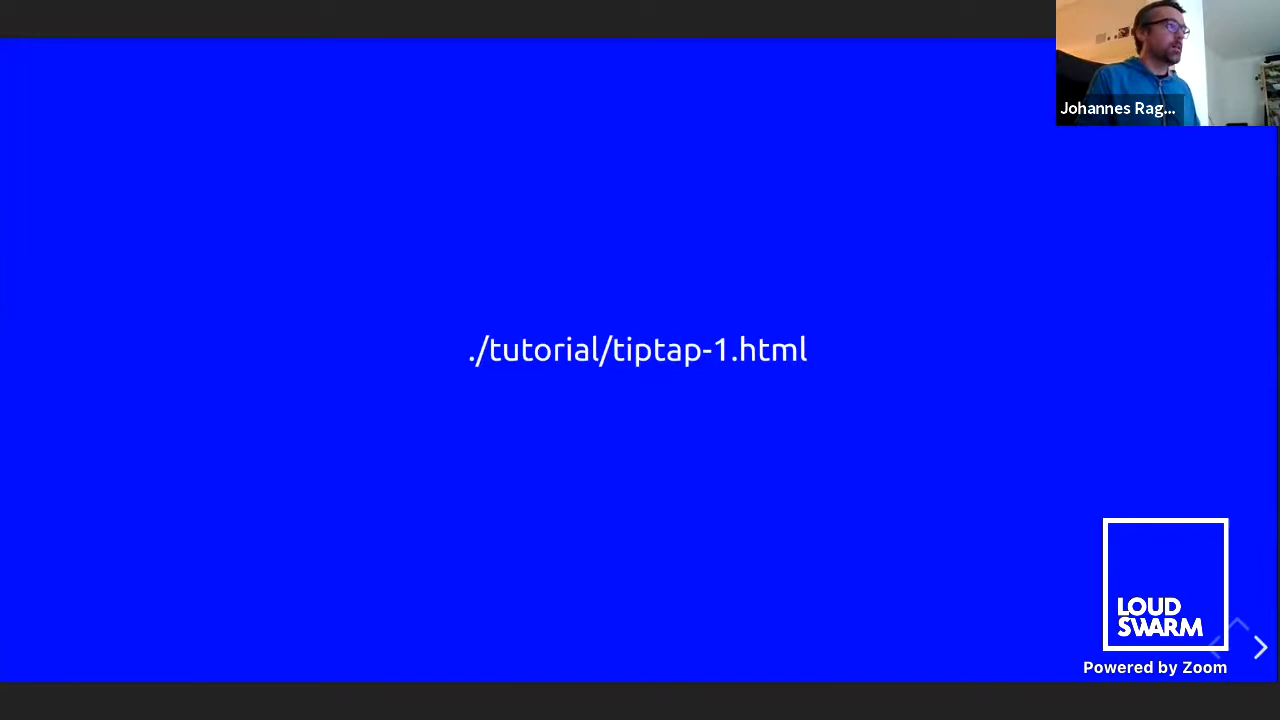 Johannes Rag...
./tutorial/tiptap-1.html
LOUD
SWARM
Powered by Zoom